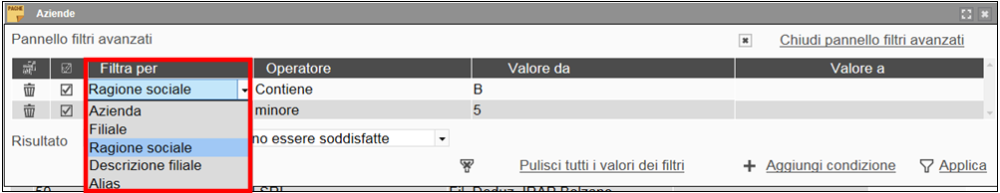 PAGHE Aziende
Pannello filtri avanzati Chiudi pannello filtri avanzati
Filtra per Operatore Valore da Valore a
Ragione sociale Contiene B
Azienda minore 5
Filiale
Risultato no essere soddisfatte
Ragione sociale
Descrizione filiale Pulisci tutti i valori dei filtri Aggiungi condizione Applica
Alias